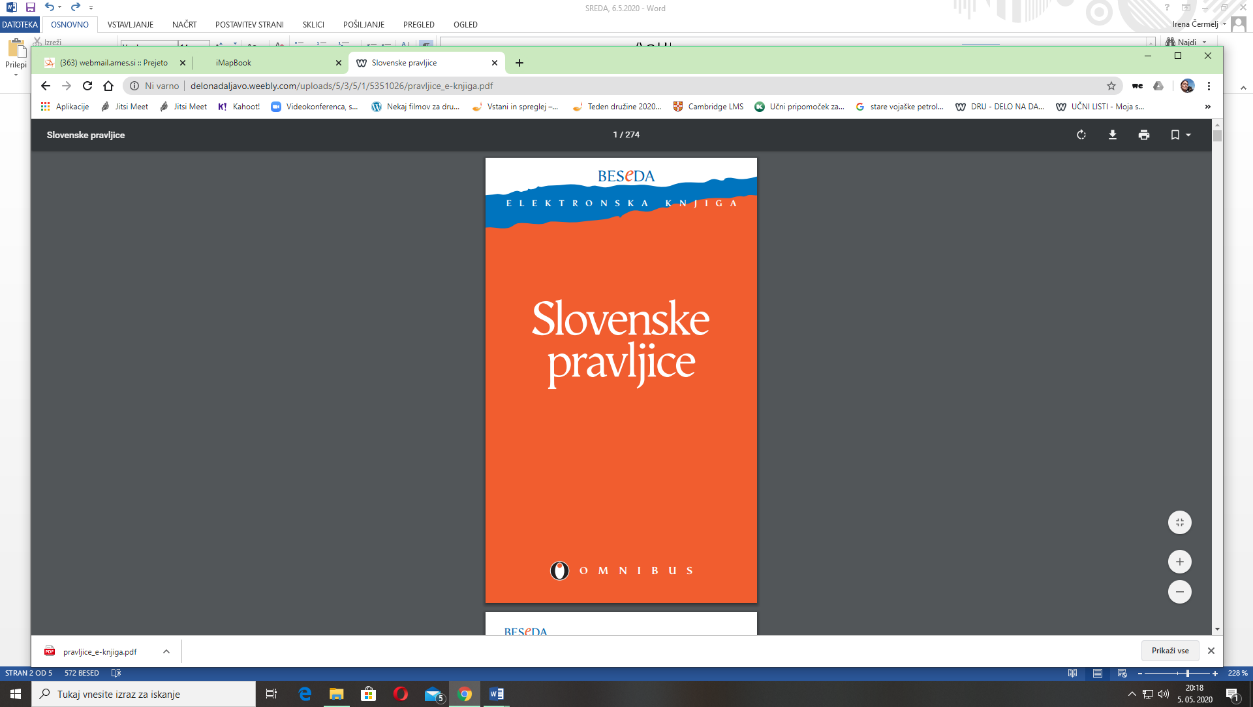 SREDA, 6.5.2020 - Word
DATOTEKA OSNOVNO VSTAVLJANJE NAČRT POSTAVITEV STRANI SKLICI POŠILJANJE PREGLED OGLED
Irena Čermelj
Prilepi
Izreži
Najdi
(363) webmail.arnes.si :: Prejeto
iMapBook
Slovenske pravljice
Ni varno
delonadaljavo.weebly.com/uploads/5/3/5/1/5351026/pravljice_e-knjiga.pdf
Aplikacije Jitsi Meet Jitsi Meet Kahoot! Videokonferenca, s... Nekaj filmov za dru... Vstani in spreglej –... Teden družine 2020... Cambridge LMS Učni pripomoček za... stare vojaške petrol... DRU - DELO NA DA... UČNI LISTI - Moja s...
Slovenske pravljice
1 / 274
BESeDA
ELEKTRONSKA KNJIGA
Slovenske
pravljice
OMNIBUS
BESeDA
pravljice_e-knjiga.pdf
Prikaži vse
STRAN 2 OD 5 572 BESED
228 %
Tukaj vnesite izraz za iskanje
5
20:18
5. 05. 2020
1